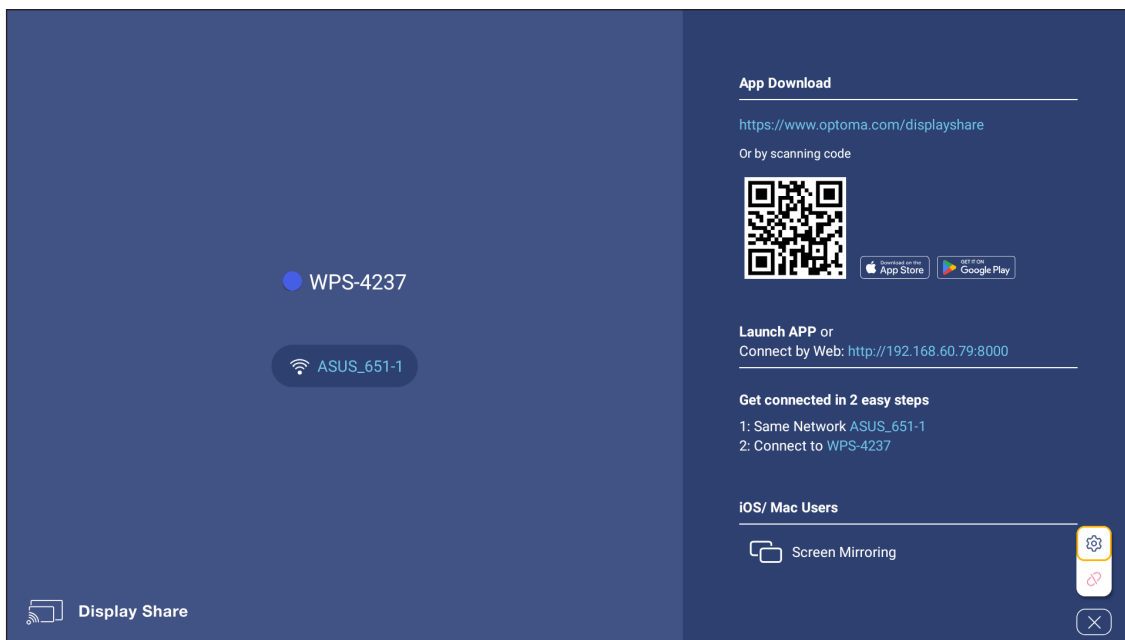 WPS-4237
ASUS_651-1
Display Share
App Download
https://www.optoma.com/displayshare
Or by scanning code
Download on the
App Store
GET IT ON
Google Play
Launch APP or
Connect by Web: http://192.168.60.79:8000
Get connected in 2 easy steps
1: Same Network ASUS_651-1
2: Connect to WPS-4237
iOS/ Mac Users
Screen Mirroring